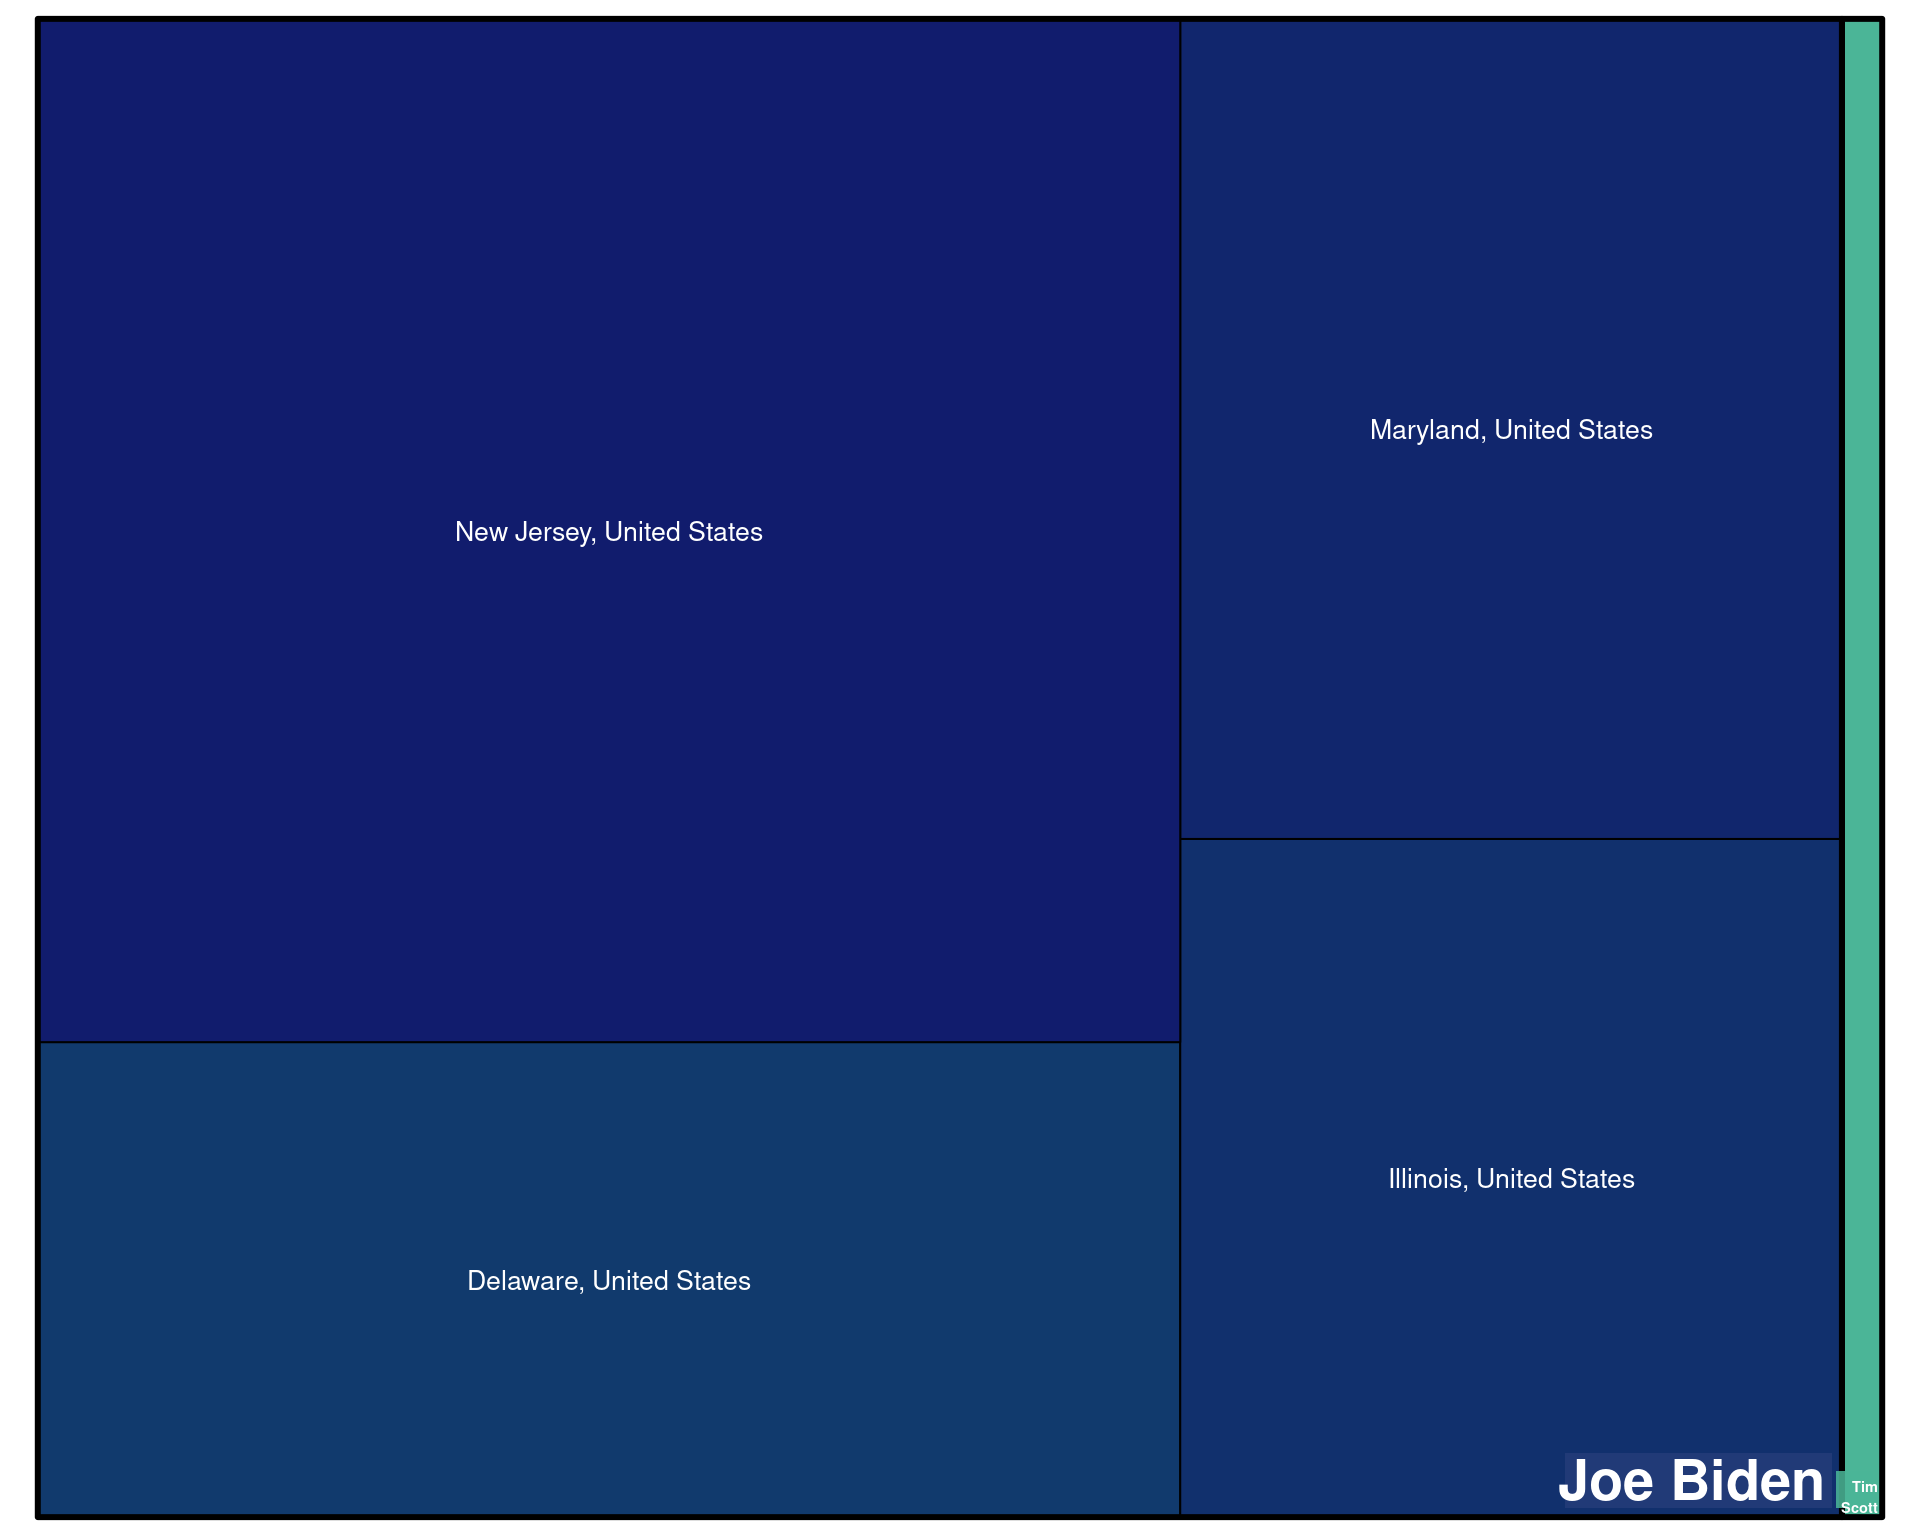 Maryland, United States
New Jersey, United States
Illinois, United States
Delaware, United States
Joe Biden
Tim
Scott